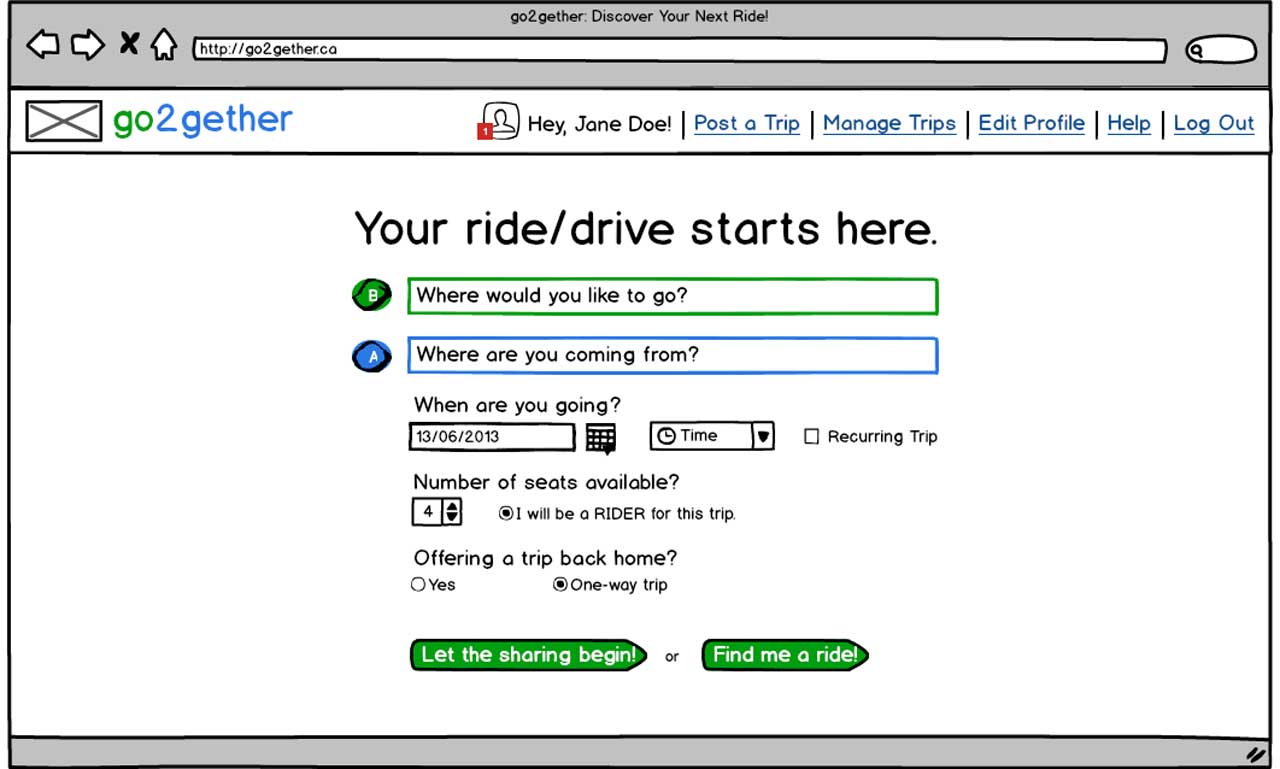 go2gether: Discover Your Next Ride!
http://go2gether.ca
go2gether
1
Hey, Jane Doe! | Post a Trip | Manage Trips | Edit Profile | Help | Log Out
Your ride/drive starts here.
B Where would you like to go?
A Where are you coming from?
When are you going?
13/06/2013 Time Recurring Trip
Number of seats available?
4 I will be a RIDER for this trip.
Offering a trip back home?
Yes One-way trip
Let the sharing begin! or Find me a ride!